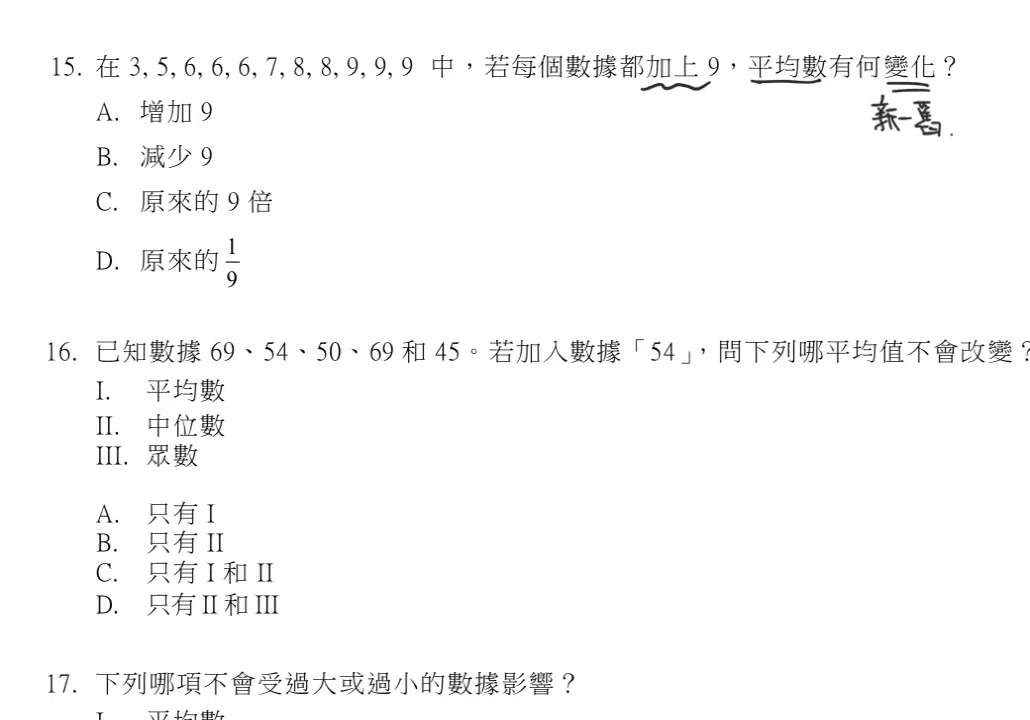 15. 在 3, 5, 6, 6, 6, 7, 8, 8, 9, 9, 9 中，若每個數據都加上 9，平均數有何變化？
新-舊.
A. 增加 9
B. 減少 9
C. 原來的 9 倍
D. 原來的 1/9
16. 已知數據 69、54、50、69 和 45。若加入數據「54」，問下列哪平均值不會改變？
I. 平均數
II. 中位數
III. 眾數
A. 只有 I
B. 只有 II
C. 只有 I 和 II
D. 只有 II 和 III
17. 下列哪項不會受過大或過小的數據影響？
I. 平均數